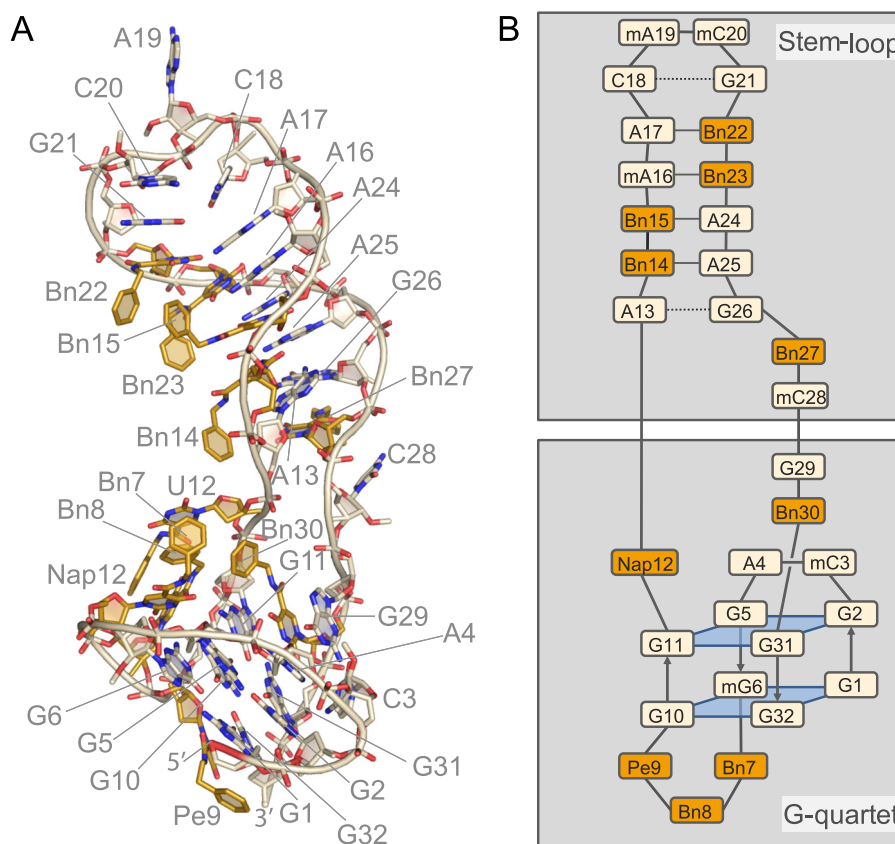 A
A19
C20
C18
G21
A17
A16
A24
A25
G26
Bn22
Bn15
Bn23
Bn27
Bn14
A13
C28
Bn7
U12
Bn8
Bn30
Nap12
G11
G29
A4
G6
C3
G5
G10
5′
G31
G2
Pe9
3′
G1
G32
B
Stem-loop
mA19 mC20
C18 G21
A17 Bn22
mA16 Bn23
Bn15 A24
Bn14 A25
A13 G26
Bn27
mC28
G29
Bn30
Nap12 A4 mC3
G5 G2
G11 G31
mG6 G1
G10 G32
Pe9 Bn7
Bn8
G-quartet